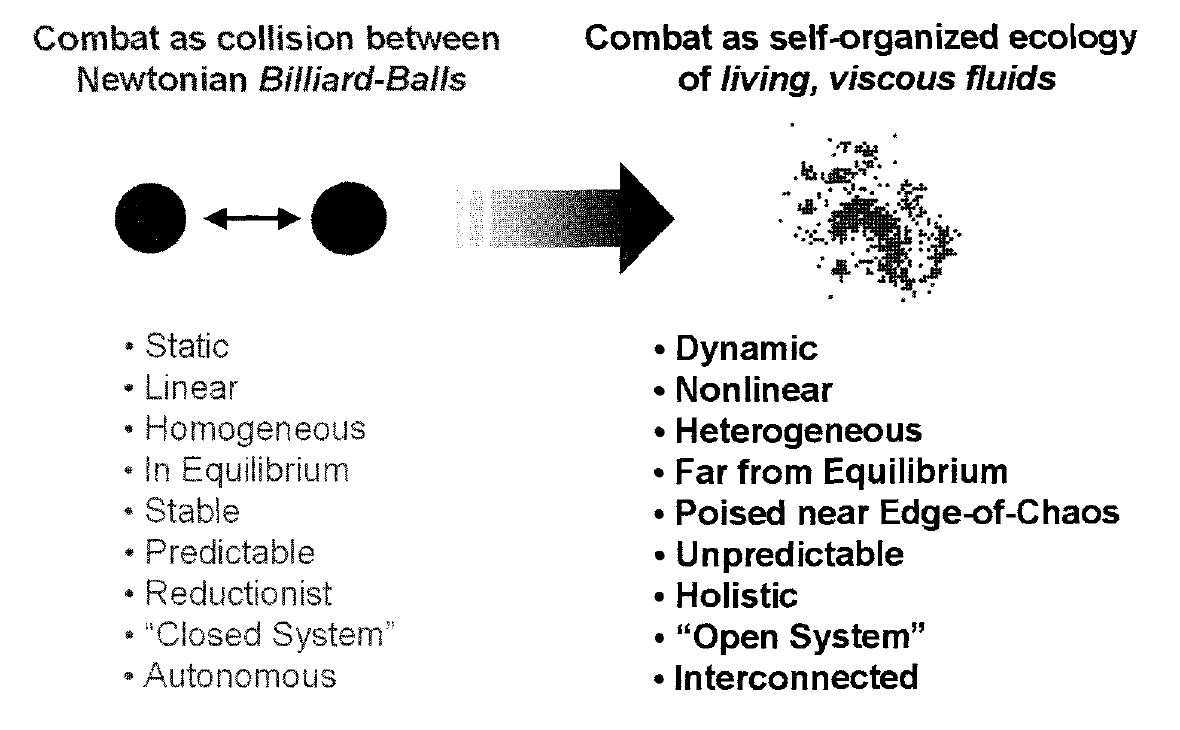 Combat as collision between
Newtonian Billiard-Balls
Combat as self-organized ecology
of living, viscous fluids
• Static
• Linear
• Homogeneous
• In Equilibrium
• Stable
• Predictable
• Reductionist
• “Closed System”
• Autonomous
• Dynamic
• Nonlinear
• Heterogeneous
• Far from Equilibrium
• Poised near Edge-of-Chaos
• Unpredictable
• Holistic
• “Open System”
• Interconnected